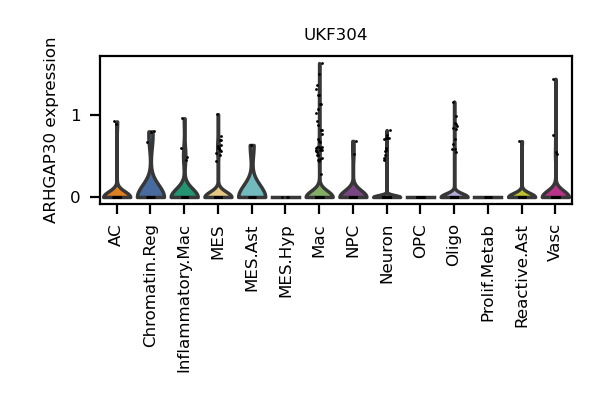 UKF304
ARHGAP30 expression
1
0
AC
Chromatin.Reg
Inflammatory.Mac
MES
MES.Ast
MES.Hyp
Mac
NPC
Neuron
OPC
Oligo
Prolif.Metab
Reactive.Ast
Vasc